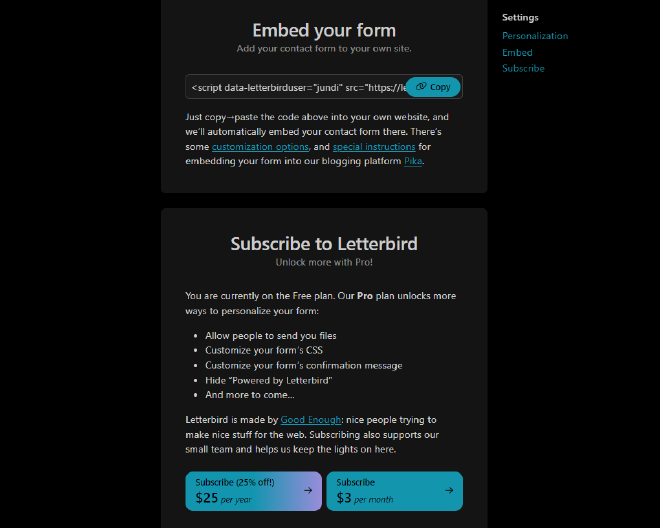 Embed your form
Add your contact form to your own site.
<script data-letterbirduser="jundi" src="https://le
Copy
Just copy→paste the code above into your own website, and
we'll automatically embed your contact form there. There's
some customization options, and special instructions for
embedding your form into our blogging platform Pika.
Subscribe to Letterbird
Unlock more with Pro!
You are currently on the Free plan. Our Pro plan unlocks more
ways to personalize your form:
• Allow people to send you files
• Customize your form's CSS
• Customize your form's confirmation message
• Hide “Powered by Letterbird”
• And more to come…
Letterbird is made by Good Enough: nice people trying to
make nice stuff for the web. Subscribing also supports our
small team and helps us keep the lights on here.
Subscribe (25% off!)
$25 per year →
Subscribe
$3 per month →
Settings
Personalization
Embed
Subscribe